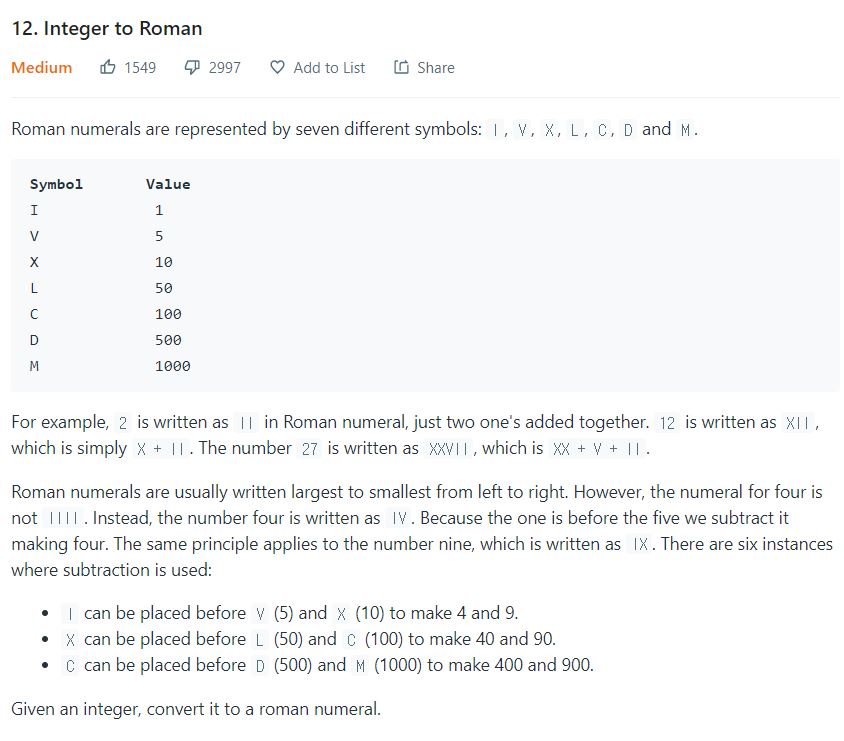 12. Integer to Roman
Medium 1549 2997 Add to List Share
Roman numerals are represented by seven different symbols: I, V, X, L, C, D and M.
Symbol Value
I 1
V 5
X 10
L 50
C 100
D 500
M 1000
For example, 2 is written as II in Roman numeral, just two one's added together. 12 is written as XII,
which is simply X + II. The number 27 is written as XXVII, which is XX + V + II.
Roman numerals are usually written largest to smallest from left to right. However, the numeral for four is
not IIII. Instead, the number four is written as IV. Because the one is before the five we subtract it
making four. The same principle applies to the number nine, which is written as IX. There are six instances
where subtraction is used:
• I can be placed before V (5) and X (10) to make 4 and 9.
• X can be placed before L (50) and C (100) to make 40 and 90.
• C can be placed before D (500) and M (1000) to make 400 and 900.
Given an integer, convert it to a roman numeral.